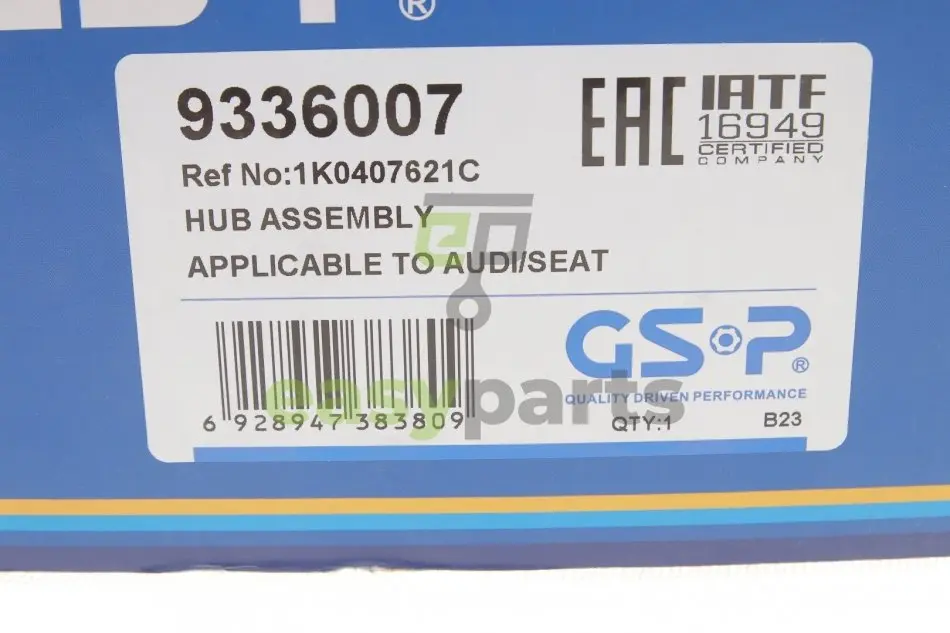 ®
9336007
EAC
IATF
16949
CERTIFIED
COMPANY
Ref No:1K0407621C
HUB ASSEMBLY
APPLICABLE TO AUDI/SEAT
GSP®
QUALITY DRIVEN PERFORMANCE
easyparts
6 928947 383809
QTY:1
B23